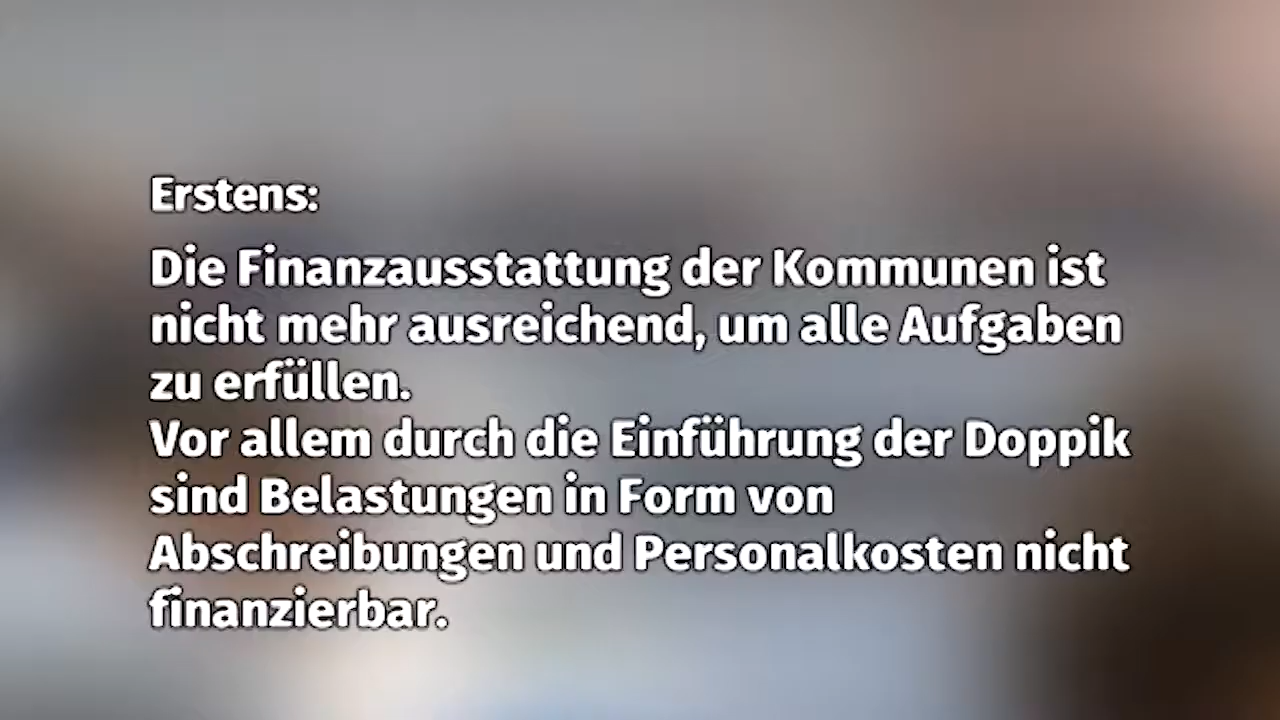 Erstens:
Die Finanzausstattung der Kommunen ist
nicht mehr ausreichend, um alle Aufgaben
zu erfüllen.
Vor allem durch die Einführung der Doppik
sind Belastungen in Form von
Abschreibungen und Personalkosten nicht
finanzierbar.